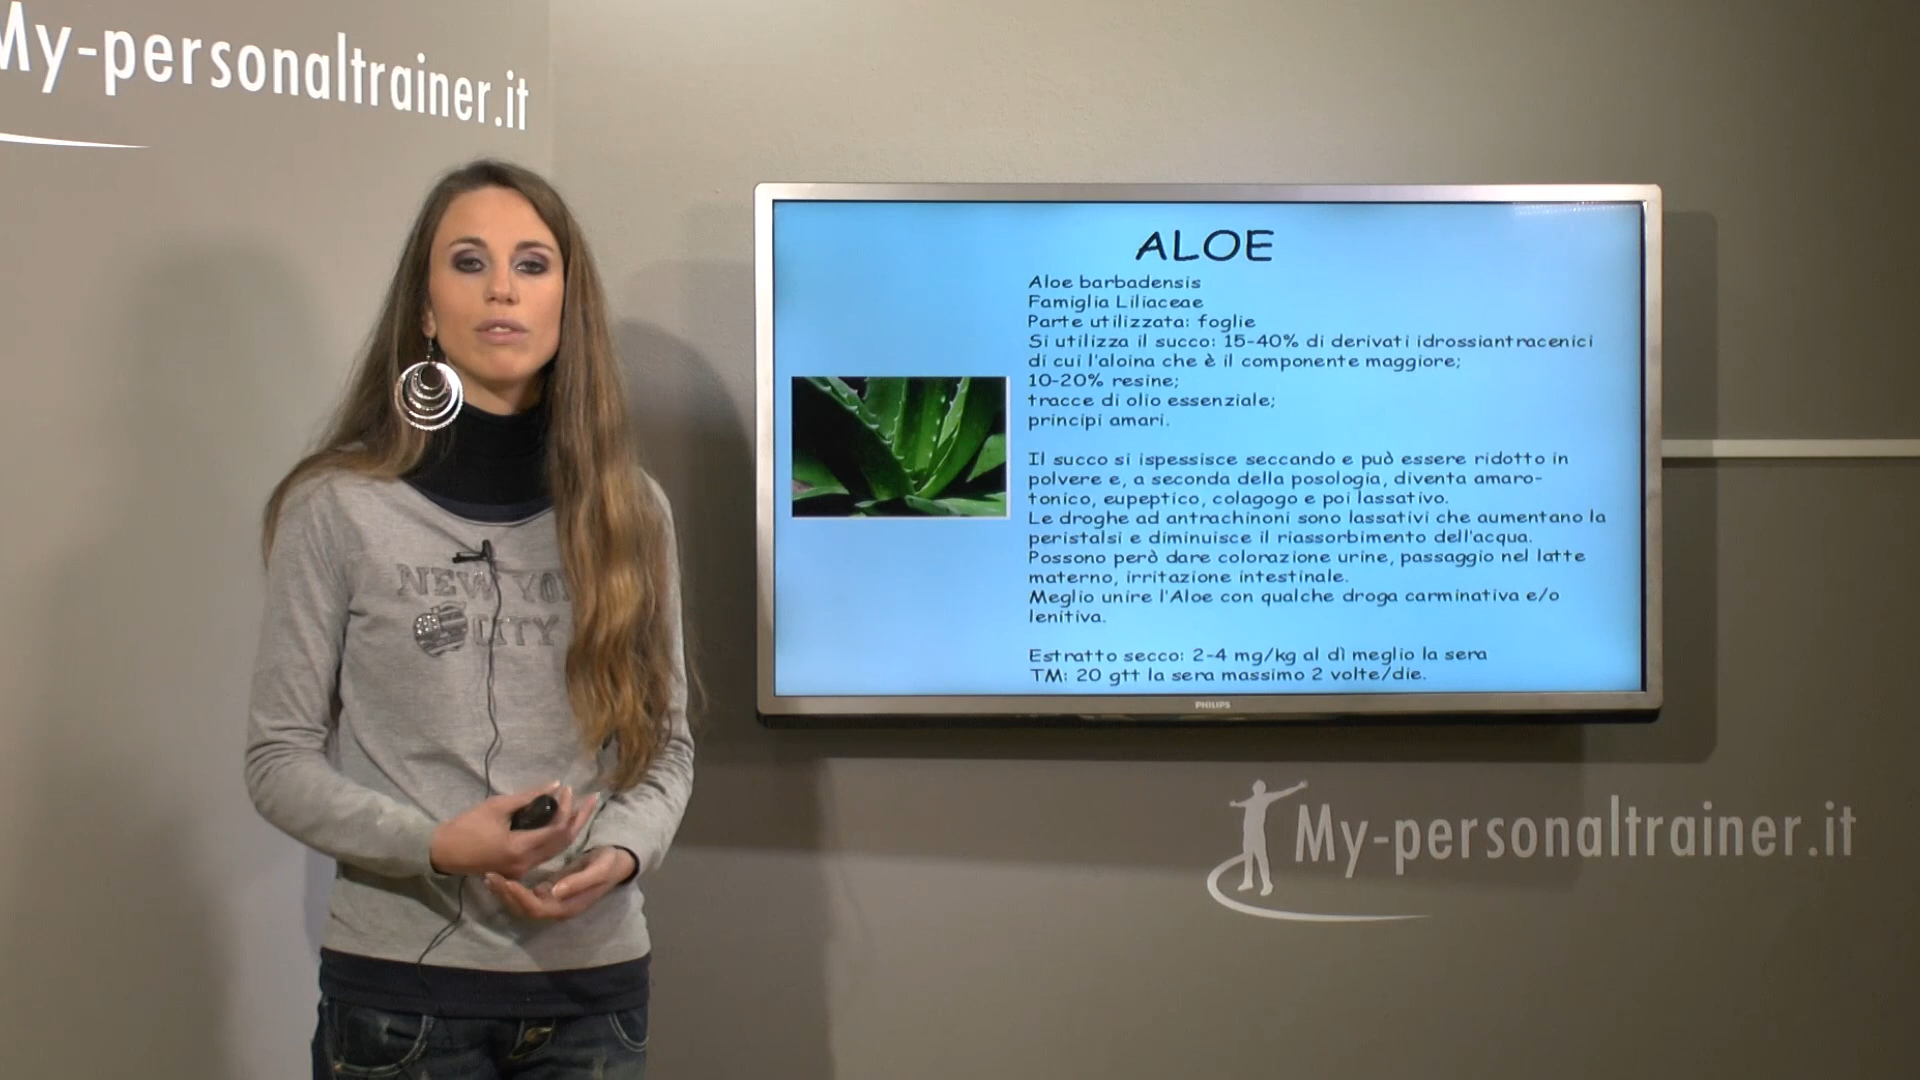 My-personaltrainer.it
ALOE
Aloe barbadensis
Famiglia Liliaceae
Parte utilizzata: foglie
Si utilizza il succo: 15-40% di derivati idrossiantracenici
di cui l'aloina che è il componente maggiore;
10-20% resine;
tracce di olio essenziale;
principi amari.
Il succo si ispessisce seccando e può essere ridotto in
polvere e, a seconda della posologia, diventa amaro-
tonico, eupeptico, colagogo e poi lassativo.
Le droghe ad antrachinoni sono lassativi che aumentano la
peristalsi e diminuisce il riassorbimento dell'acqua.
Possono però dare colorazione urine, passaggio nel latte
materno, irritazione intestinale.
Meglio unire l'Aloe con qualche droga carminativa e/o
lenitiva.
Estratto secco: 2-4 mg/kg al dì meglio la sera
TM: 20 gtt la sera massimo 2 volte/die.
PHILIPS
NEW YO
CITY
My-personaltrainer.it